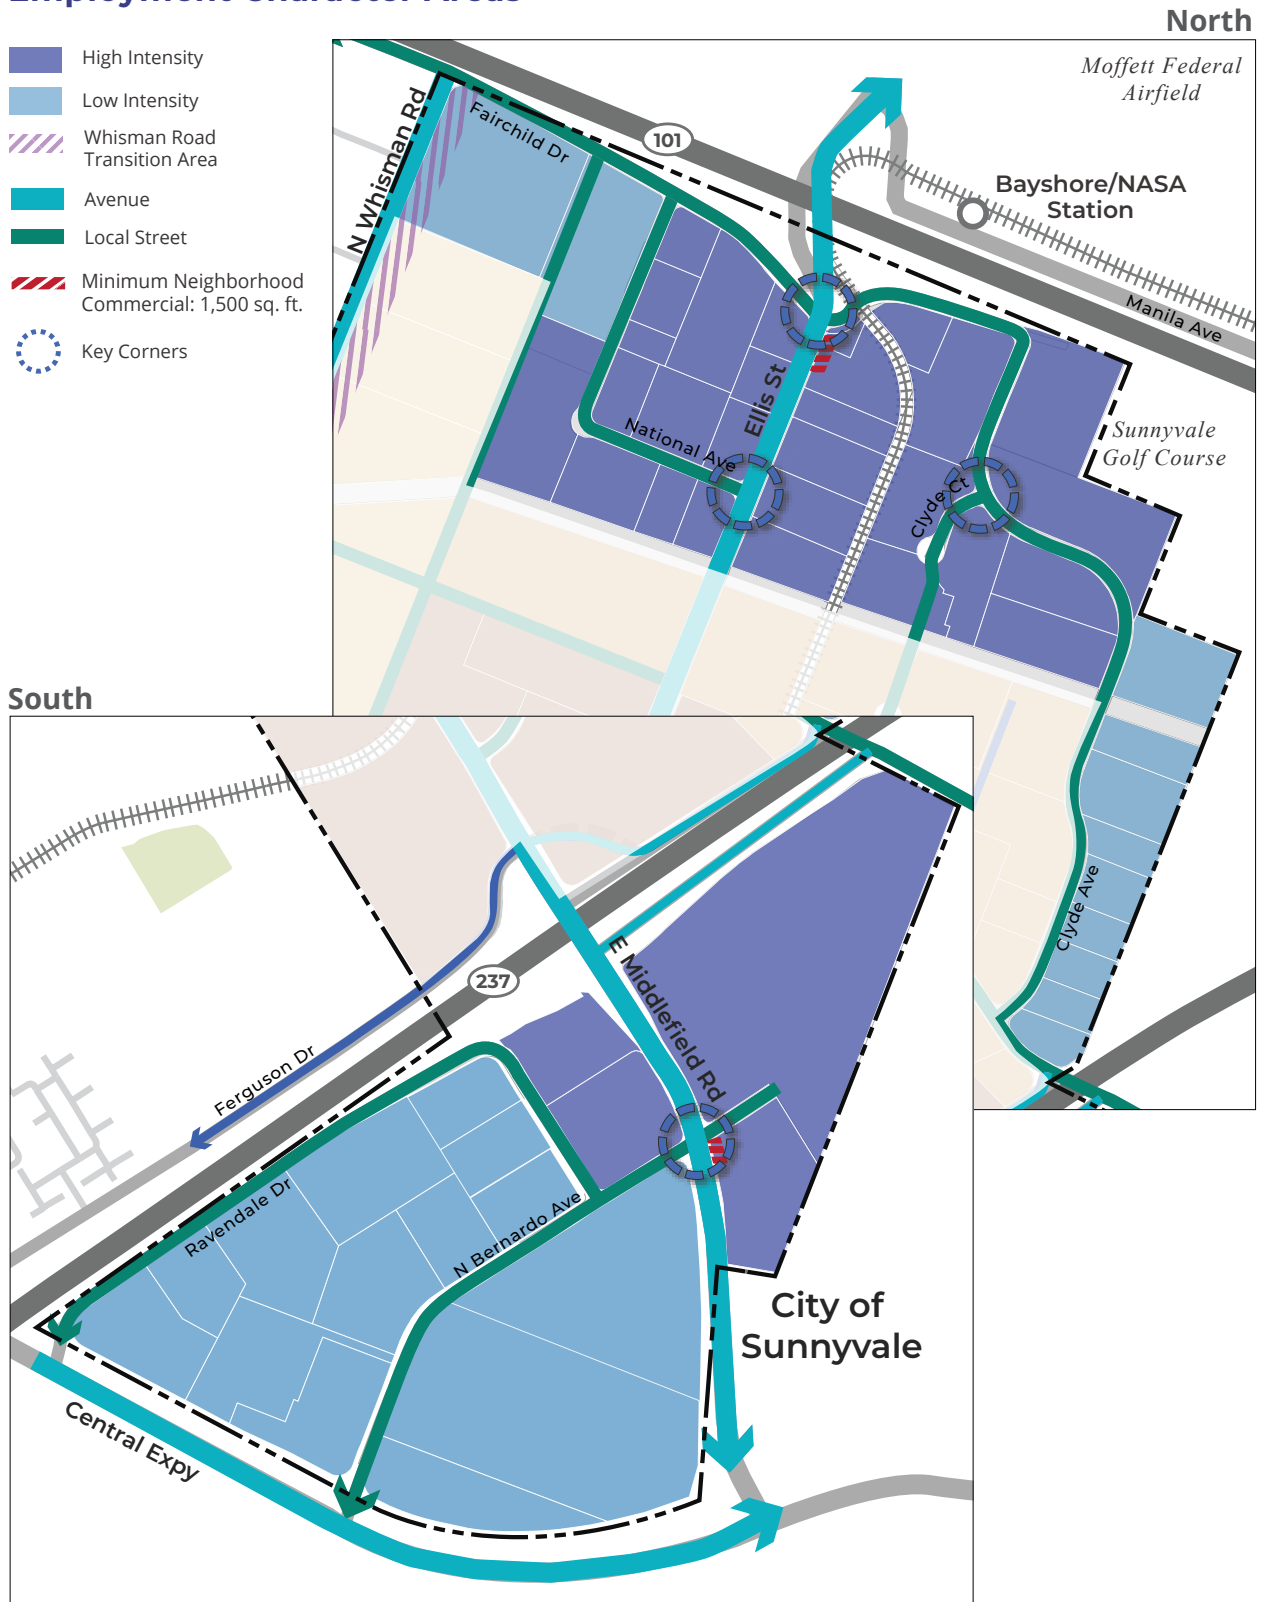 Employment Character Areas
North
High Intensity
Low Intensity
Whisman Road
Transition Area
Avenue
Local Street
Minimum Neighborhood
Commercial: 1,500 sq. ft.
Key Corners
Moffett Federal
Airfield
N Whisman Rd
Fairchild Dr
101
Bayshore/NASA
Station
Manila Ave
Ellis St
National Ave
Sunnyvale
Golf Course
Clyde Ct
Clyde Ave
South
237
E Middlefield Rd
Ferguson Dr
Ravendale Dr
N Bernardo Ave
City of
Sunnyvale
Central Expy